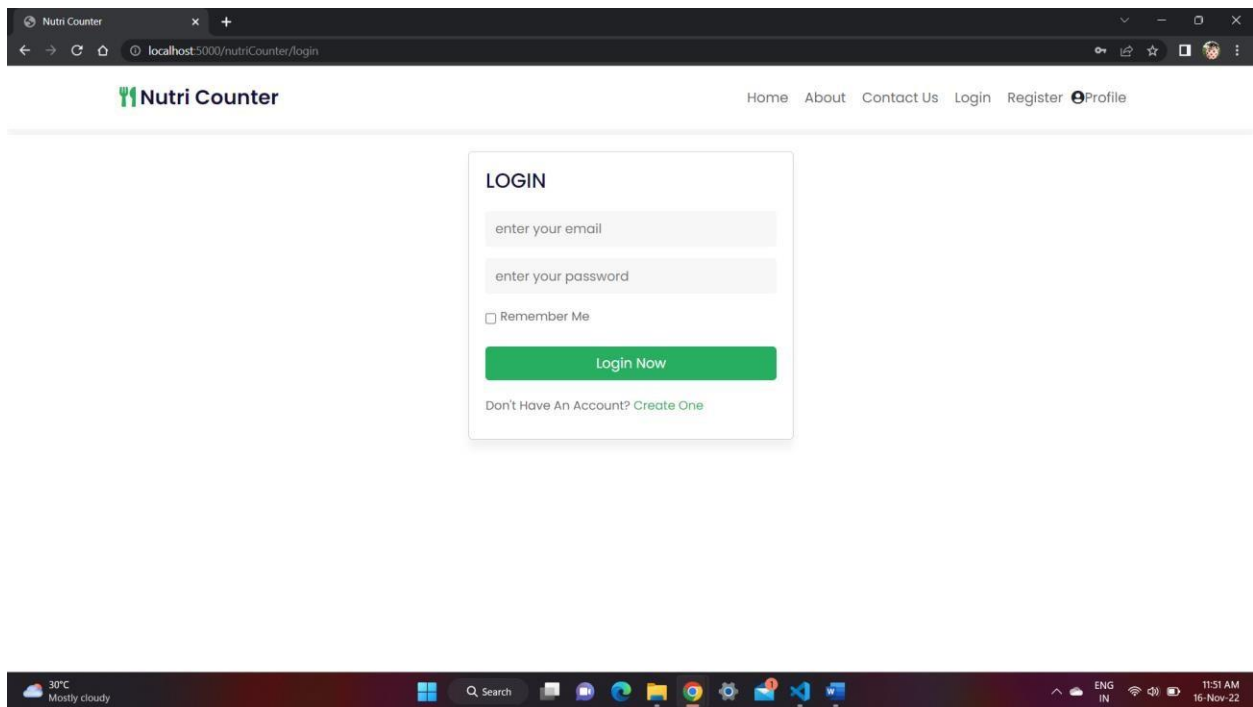 Nutri Counter
localhost:5000/nutriCounter/login
Nutri Counter
Home About Contact Us Login Register Profile
LOGIN
enter your email
enter your password
Remember Me
Login Now
Don't Have An Account? Create One
30°C
Mostly cloudy
Search
1
W
ENG
IN
11:51 AM
16-Nov-22